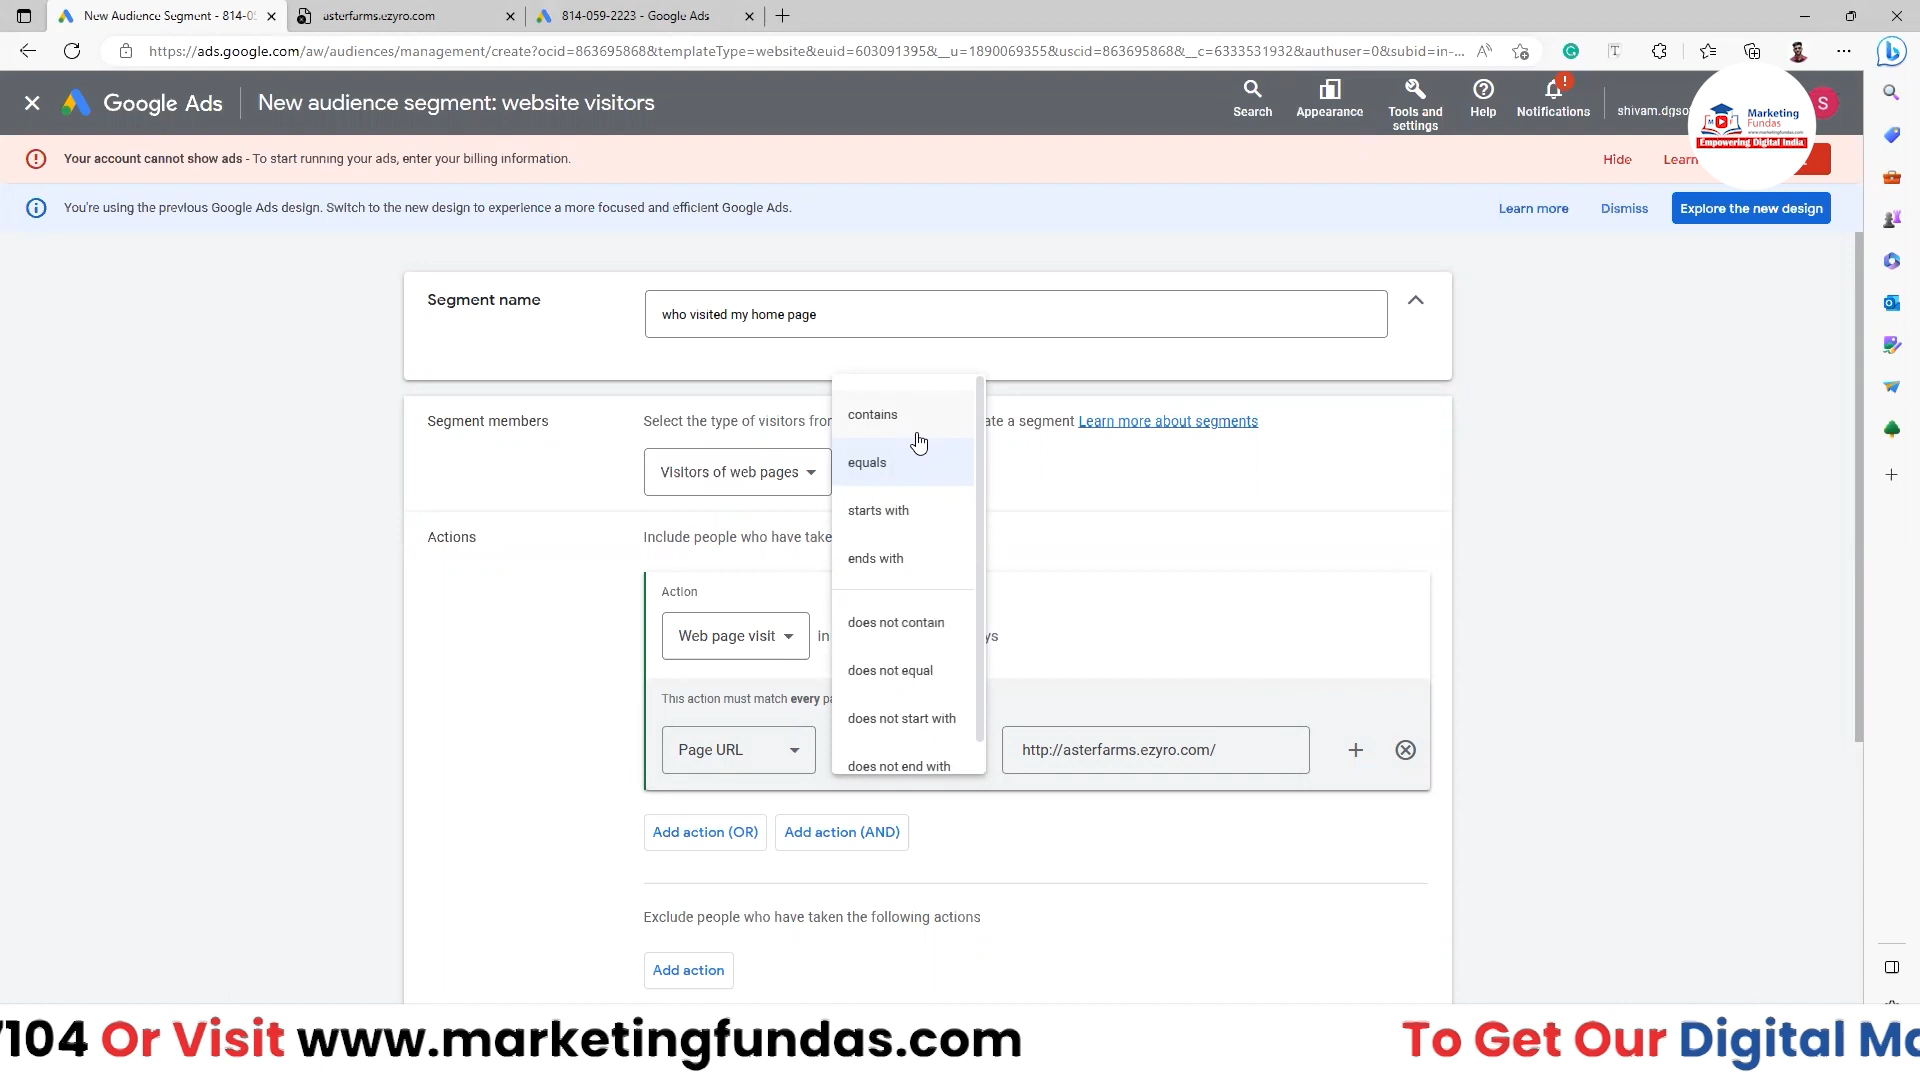 New Audience Segment - 814-05
asterfarms.ezyro.com
814-059-2223 - Google Ads
https://ads.google.com/aw/audiences/management/create?ocid=863695868&templateType=website&euid=603091395&__u=1890069355&uscid=863695868&__c=6333531932&authuser=0&subid=in-...
Google Ads
New audience segment: website visitors
Search
Appearance
Tools and settings
Help
Notifications
shivam.dgsof
S
Marketing
Fundas
www.marketingfundas.com
Empowering Digital India
Your account cannot show ads - To start running your ads, enter your billing information.
Hide
Learn
You're using the previous Google Ads design. Switch to the new design to experience a more focused and efficient Google Ads.
Learn more
Dismiss
Explore the new design
Segment name
who visited my home page
Segment members
Select the type of visitors from
ate a segment Learn more about segments
Visitors of web pages
contains
equals
starts with
ends with
does not contain
does not equal
does not start with
does not end with
Actions
Include people who have take
Action
Web page visit
in
ys
This action must match every pa
Page URL
http://asterfarms.ezyro.com/
Add action (OR)
Add action (AND)
Exclude people who have taken the following actions
Add action
7104 Or Visit www.marketingfundas.com
To Get Our Digital Ma